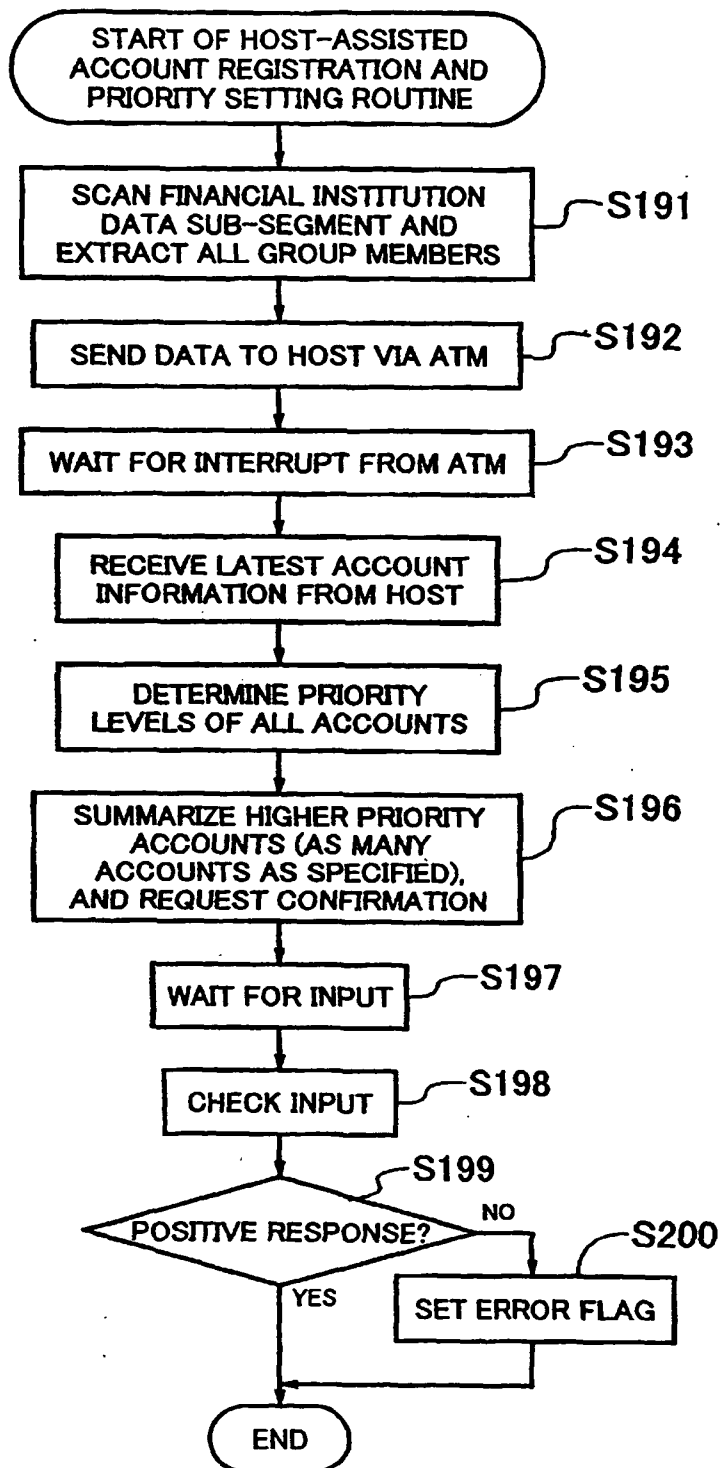 START OF HOST-ASSISTED
ACCOUNT REGISTRATION AND
PRIORITY SETTING ROUTINE
SCAN FINANCIAL INSTITUTION
DATA SUB-SEGMENT AND
EXTRACT ALL GROUP MEMBERS
S191
SEND DATA TO HOST VIA ATM
S192
WAIT FOR INTERRUPT FROM ATM
S193
RECEIVE LATEST ACCOUNT
INFORMATION FROM HOST
S194
DETERMINE PRIORITY
LEVELS OF ALL ACCOUNTS
S195
SUMMARIZE HIGHER PRIORITY
ACCOUNTS (AS MANY
ACCOUNTS AS SPECIFIED),
AND REQUEST CONFIRMATION
S196
WAIT FOR INPUT
S197
CHECK INPUT
S198
POSITIVE RESPONSE?
S199
NO
YES
SET ERROR FLAG
S200
END